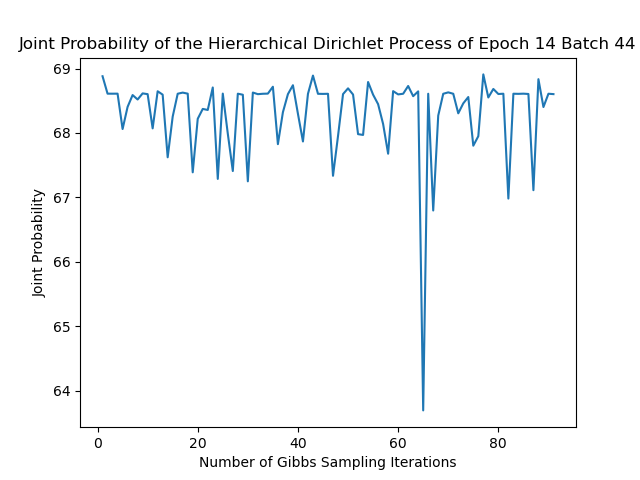 Joint Probability of the Hierarchical Dirichlet Process of Epoch 14 Batch 44
69
68
67
66
65
64
Joint Probability
0 20 40 60 80
Number of Gibbs Sampling Iterations